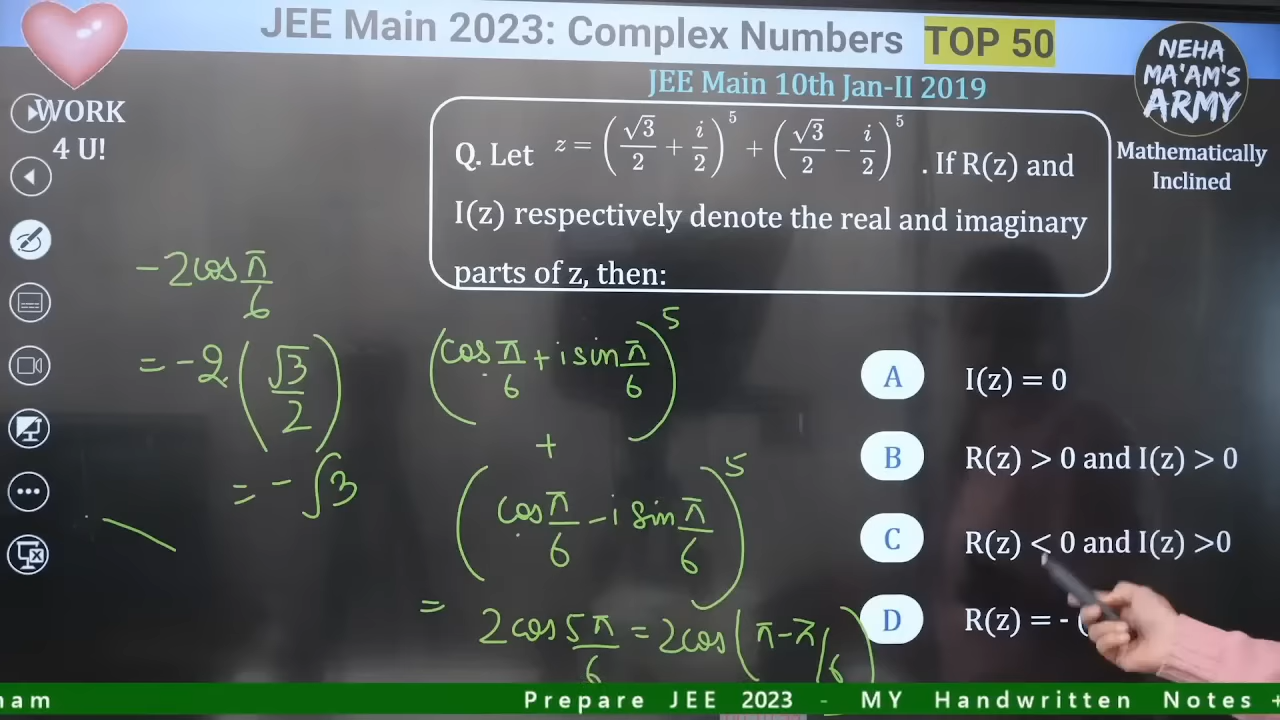 JEE Main 2023: Complex Numbers TOP 50
JEE Main 10th Jan-II 2019
WORK
4 U!
NEHA
MA'AM'S
ARMY
Mathematically
Inclined
Q. Let z = (√3/2 + i/2)^5 + (√3/2 − i/2)^5 . If R(z) and
I(z) respectively denote the real and imaginary
parts of z, then:
-2cos π/6
= -2(√3/2)
= -√3
(cos π/6 + i sin π/6)^5
+
(cos π/6 - i sin π/6)^5
= 2cos 5π/6 = 2cos(π - π/6)
A I(z) = 0
B R(z) > 0 and I(z) > 0
C R(z) < 0 and I(z) >0
D R(z) = - (
Prepare JEE 2023 - MY Handwritten Notes +